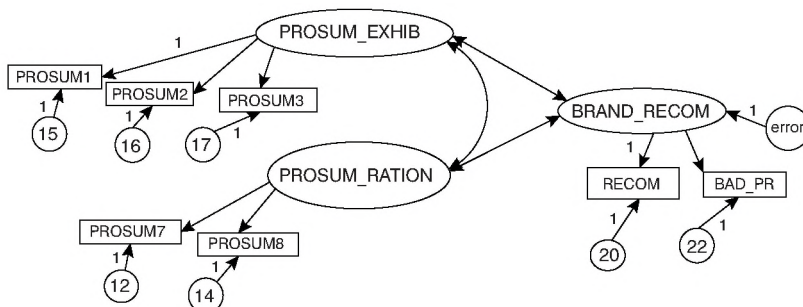 PROSUM_EXHIB
1
PROSUM1
PROSUM2
PROSUM3
1
15
1
16
1
17
BRAND_RECOM
1
error
1
RECOM
BAD_PR
1
20
1
22
PROSUM_RATION
PROSUM7
PROSUM8
1
12
1
14